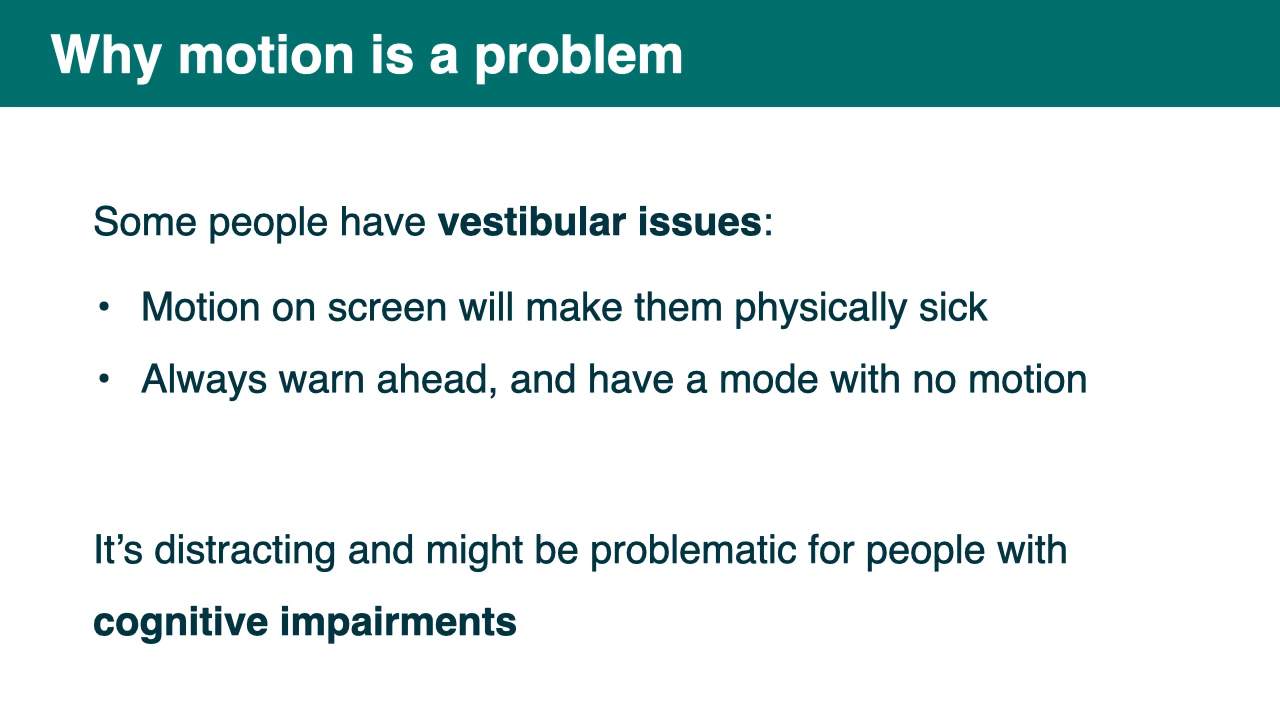 Why motion is a problem
Some people have vestibular issues:
• Motion on screen will make them physically sick
• Always warn ahead, and have a mode with no motion
It’s distracting and might be problematic for people with
cognitive impairments